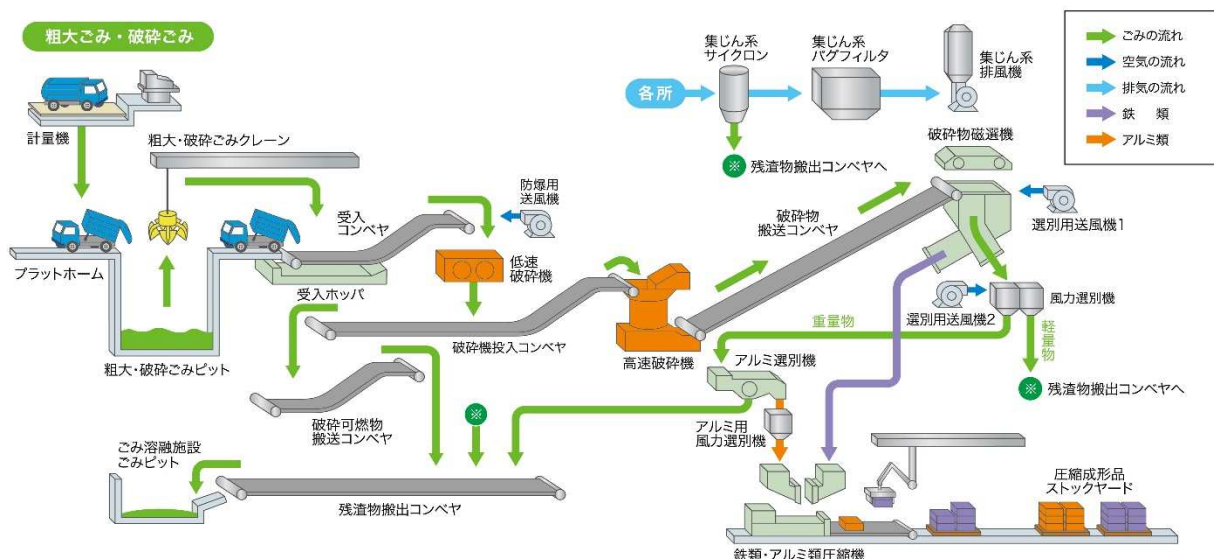 粗大ごみ・破砕ごみ
計量機
粗大・破砕ごみクレーン
プラットホーム
粗大・破砕ごみピット
受入
コンベヤ
受入ホッパ
防爆用
送風機
低速
破砕機
破砕機投入コンベヤ
破砕可燃物
搬送コンベヤ
ごみ溶融施設
ごみピット
※
残渣物搬出コンベヤ
各所
集じん系
サイクロン
集じん系
バグフィルタ
集じん系
排風機
※
残渣物搬出コンベヤへ
破砕物
搬送コンベヤ
高速破砕機
破砕物磁選機
選別用送風機1
選別用送風機2
風力選別機
重量物
軽量物
※
残渣物搬出コンベヤへ
アルミ選別機
アルミ用
風力選別機
鉄類・アルミ類圧縮機
圧縮成形品
ストックヤード
ごみの流れ
空気の流れ
排気の流れ
鉄　類
アルミ類